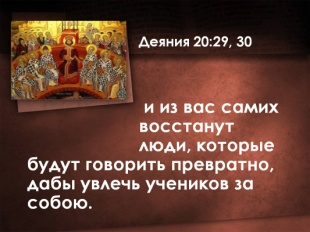 Деяния 20:29, 30
и из вас самих
восстанут
люди, которые
будут говорить превратно,
дабы увлечь учеников за
собою.